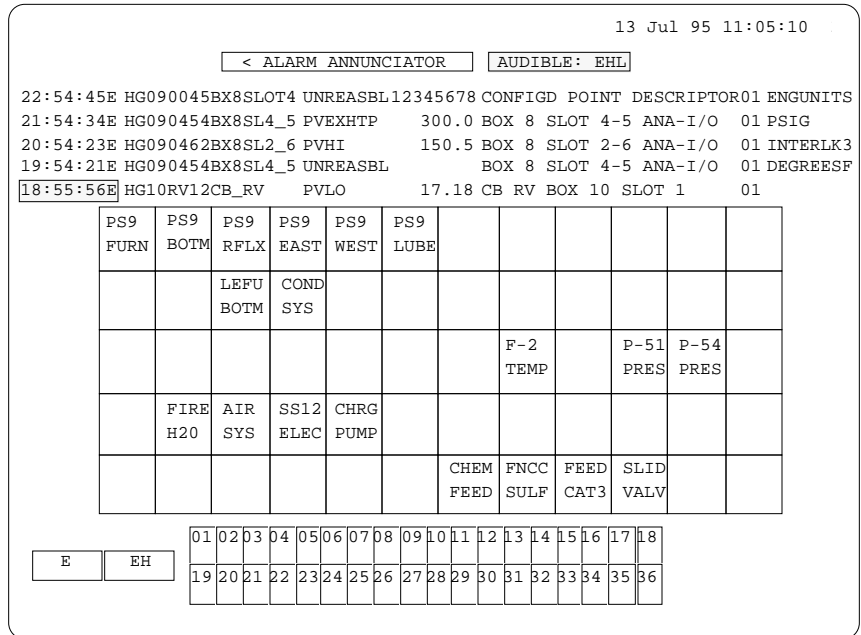 13 Jul 95 11:05:10
< ALARM ANNUNCIATOR AUDIBLE: EHL
22:54:45E HG090045BX8SLOT4 UNREASBL12345678 CONFIGD POINT DESCRIPTOR01 ENGUNITS
21:54:34E HG090454BX8SL4_5 PVEXHTP 300.0 BOX 8 SLOT 4-5 ANA-I/O 01 PSIG
20:54:23E HG090462BX8SL2_6 PVHI 150.5 BOX 8 SLOT 2-6 ANA-I/O 01 INTERLK3
19:54:21E HG090454BX8SL4_5 UNREASBL BOX 8 SLOT 4-5 ANA-I/O 01 DEGREESF
18:55:56E HG10RV12CB_RV PVLO 17.18 CB RV BOX 10 SLOT 1 01
PS9 PS9 PS9 PS9 PS9 PS9
FURN BOTM RFLX EAST WEST LUBE
LEFU COND
BOTM SYS
F-2 P-51 P-54
TEMP PRES PRES
FIRE AIR SS12 CHRG
H20 SYS ELEC PUMP
CHEM FNCC FEED SLID
FEED SULF CAT3 VALV
01 02 03 04 05 06 07 08 09 10 11 12 13 14 15 16 17 18
E EH
19 20 21 22 23 24 25 26 27 28 29 30 31 32 33 34 35 36